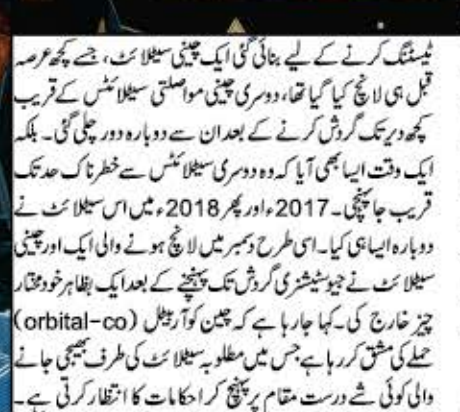 ٹیسٹنگ کرنے کے لیے بنائی گئی ایک چینی سیٹلائٹ، جسے کچھ عرصہ
قبل ہی لانچ کیا گیا تھا، دوسری چینی مواصلتی سیٹلائٹس کے قریب
کچھ دیر تک گردش کرنے کے بعد ان سے دوبارہ دور چلی گئی۔ بلکہ
ایک وقت ایسا بھی آیا کہ وہ دوسری سیٹلائٹس سے خطرناک حد تک
قریب جا پہنچی۔ 2017ء اور پھر 2018ء میں اس سیٹلائٹ نے
دوبارہ ایسا ہی کیا۔ اسی طرح دسمبر میں لانچ ہونے والی ایک اور چینی
سیٹلائٹ نے جیوسٹیشنری گردش تک پہنچنے کے بعد ایک بظاہر خود مختار
چیز خارج کی۔ کہا جا رہا ہے کہ چین کو آربیٹل (orbital-co)
حملے کی مشق کر رہا ہے جس میں مطلوبہ سیٹلائٹ کی طرف بھیجی جانے
والی کوئی شے درست مقام پر پہنچ کر احکامات کا انتظار کرتی ہے۔